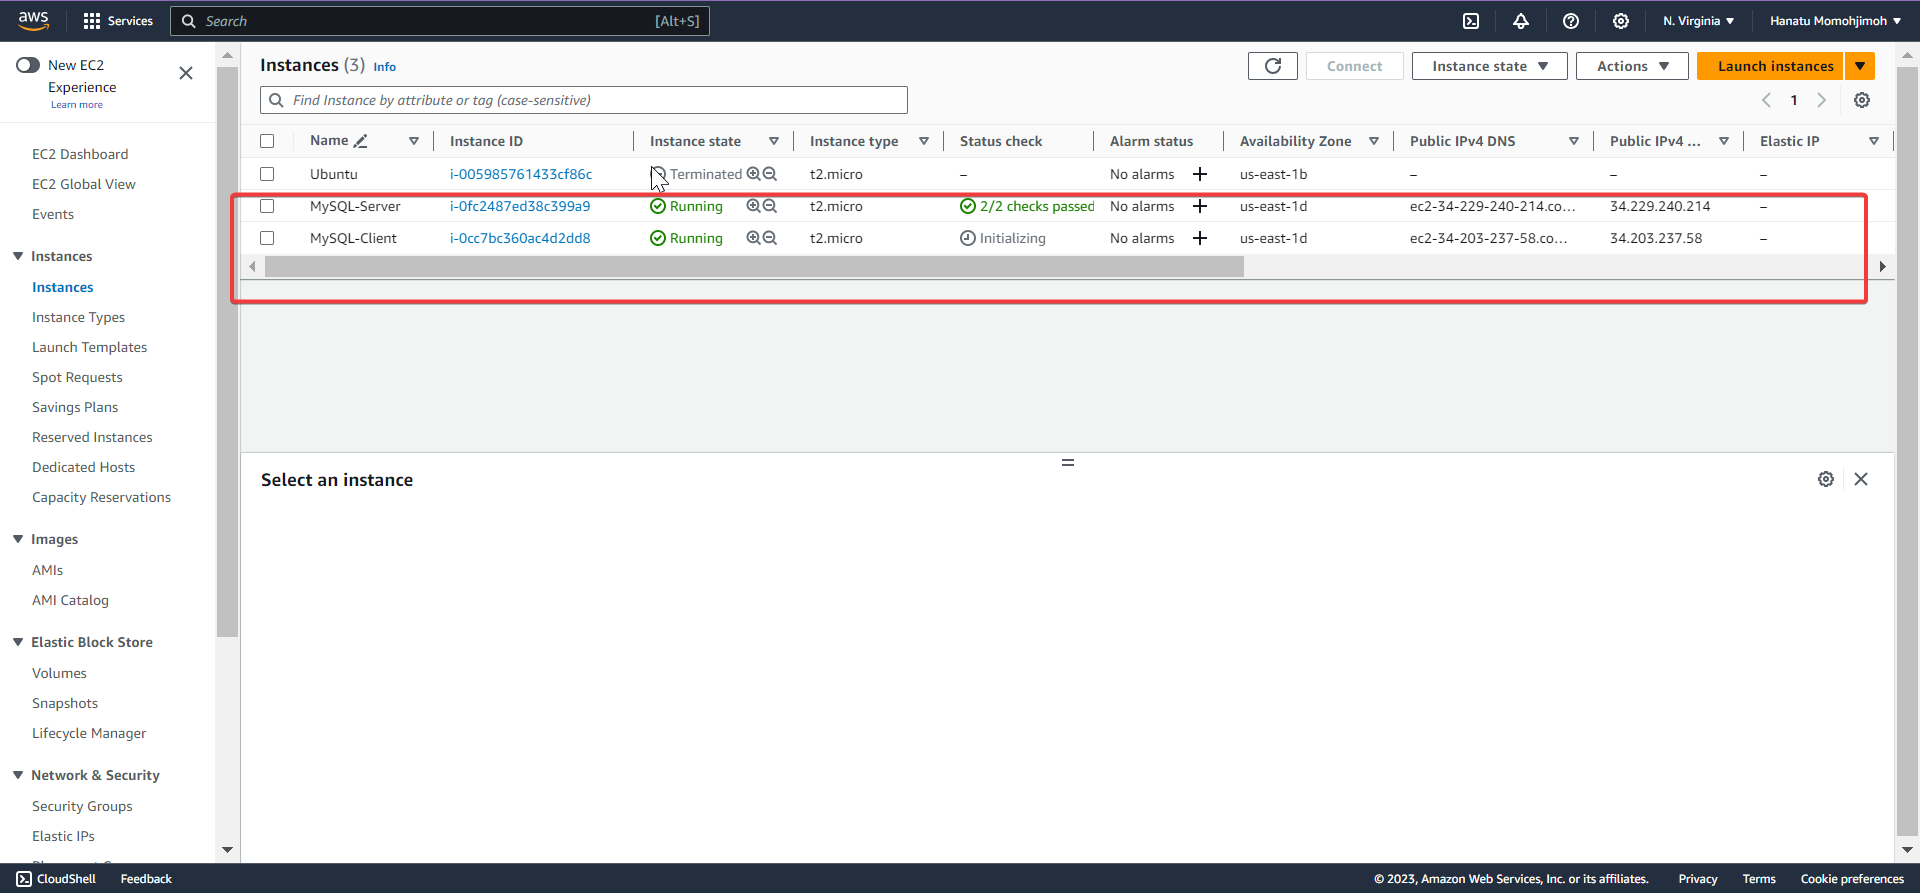 aws
Services
Search
[Alt+S]
N. Virginia
Hanatu Momohjimoh
New EC2
Experience
Learn more
EC2 Dashboard
EC2 Global View
Events
Instances
Instances
Instance Types
Launch Templates
Spot Requests
Savings Plans
Reserved Instances
Dedicated Hosts
Capacity Reservations
Images
AMIs
AMI Catalog
Elastic Block Store
Volumes
Snapshots
Lifecycle Manager
Network & Security
Security Groups
Elastic IPs
Instances (3) Info
Connect
Instance state
Actions
Launch instances
Find Instance by attribute or tag (case-sensitive)
1
Name Instance ID Instance state Instance type Status check Alarm status Availability Zone Public IPv4 DNS Public IPv4 ... Elastic IP
Ubuntu i-005985761433cf86c Terminated t2.micro – No alarms + us-east-1b – – –
MySQL-Server i-0fc2487ed38c399a9 Running t2.micro 2/2 checks passed No alarms + us-east-1d ec2-34-229-240-214.co... 34.229.240.214 –
MySQL-Client i-0cc7bc360ac4d2dd8 Running t2.micro Initializing No alarms + us-east-1d ec2-34-203-237-58.co... 34.203.237.58 –
Select an instance
CloudShell
Feedback
© 2023, Amazon Web Services, Inc. or its affiliates.
Privacy
Terms
Cookie preferences